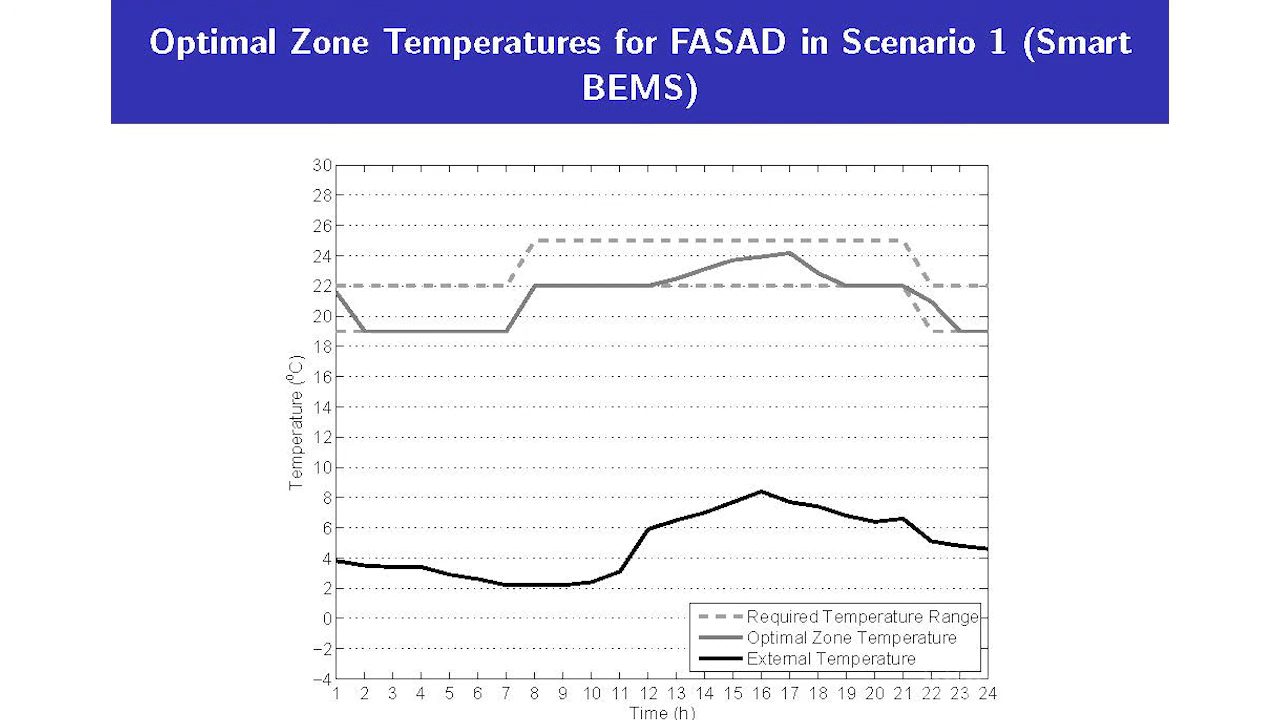 Optimal Zone Temperatures for FASAD in Scenario 1 (Smart
BEMS)
30
28
26
24
22
20
18
16
14
12
10
8
6
4
2
0
−2
−4
Temperature (⁰C)
Required Temperature Range
Optimal Zone Temperature
External Temperature
1 2 3 4 5 6 7 8 9 10 11 12 13 14 15 16 17 18 19 20 21 22 23 24
Time (h)